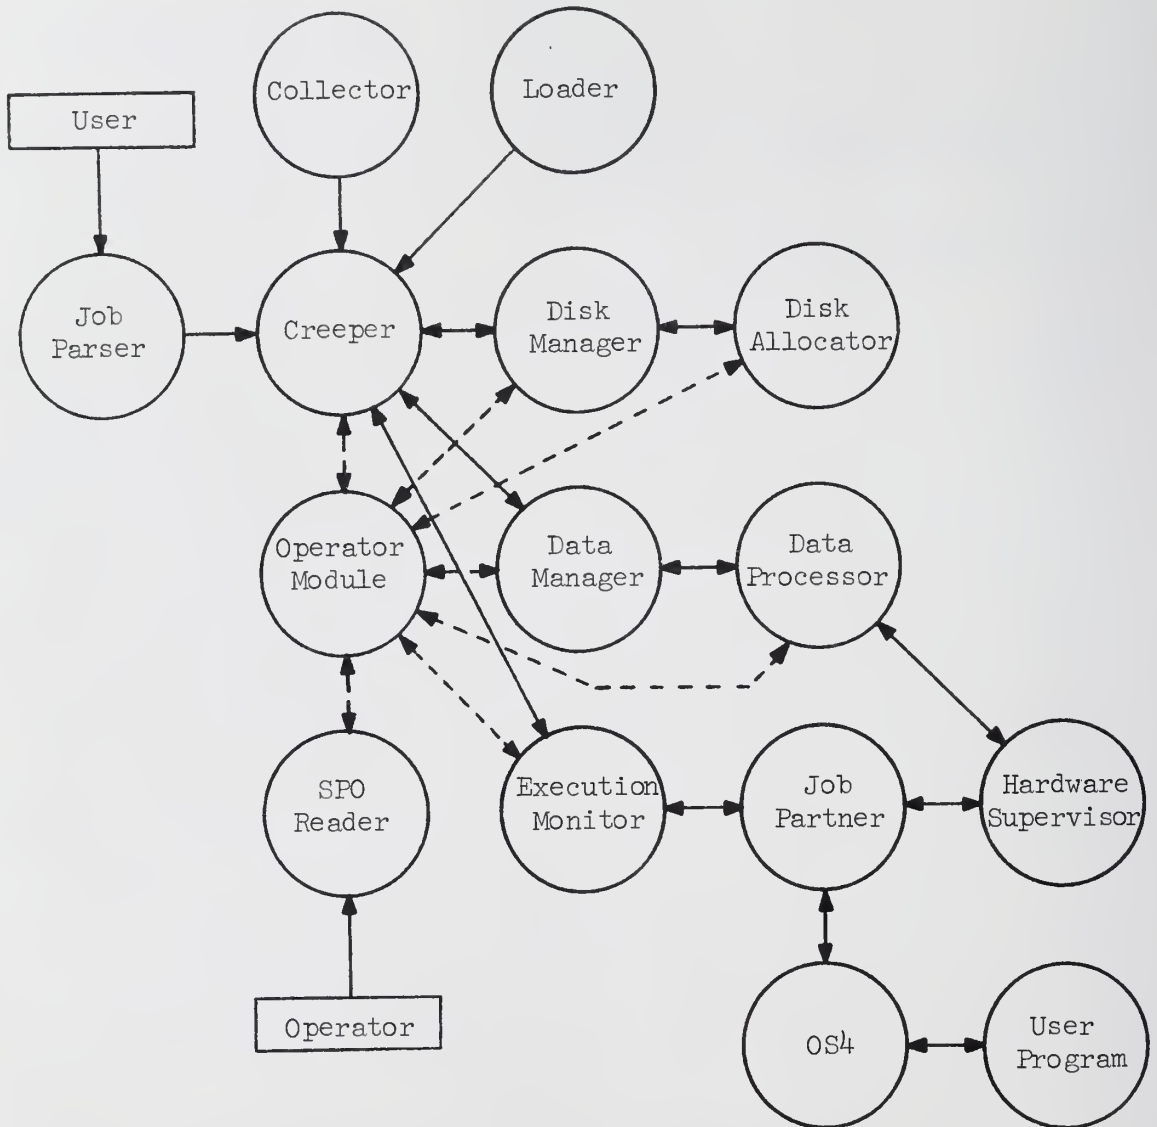 Collector
Loader
User
Job
Parser
Creeper
Disk
Manager
Disk
Allocator
Operator
Module
Data
Manager
Data
Processor
SPO
Reader
Execution
Monitor
Job
Partner
Hardware
Supervisor
Operator
OS4
User
Program